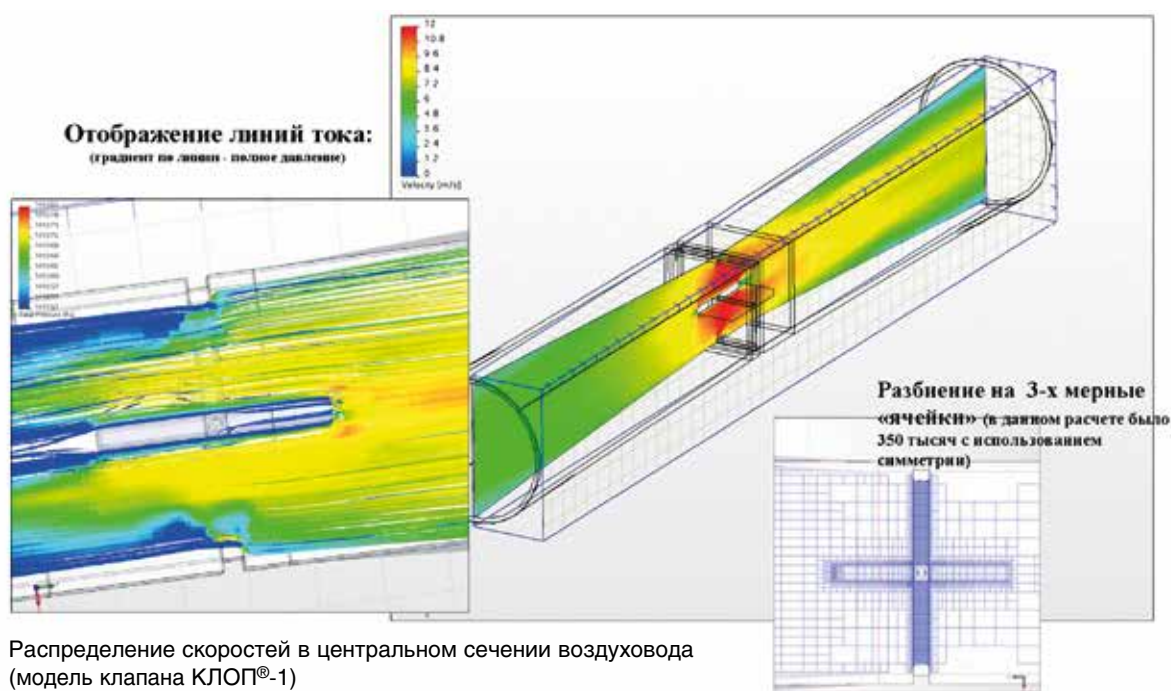 12
10.8
9.6
8.4
7.2
6
4.8
3.6
2.4
1.2
0
Velocity [m/s]
Отображение линий тока:
(градиент по линии - полное давление)
Разбиение на 3-х мерные
«ячейки» (в данном расчете было
350 тысяч с использованием
симметрии)
Распределение скоростей в центральном сечении воздуховода
(модель клапана КЛОП®-1)